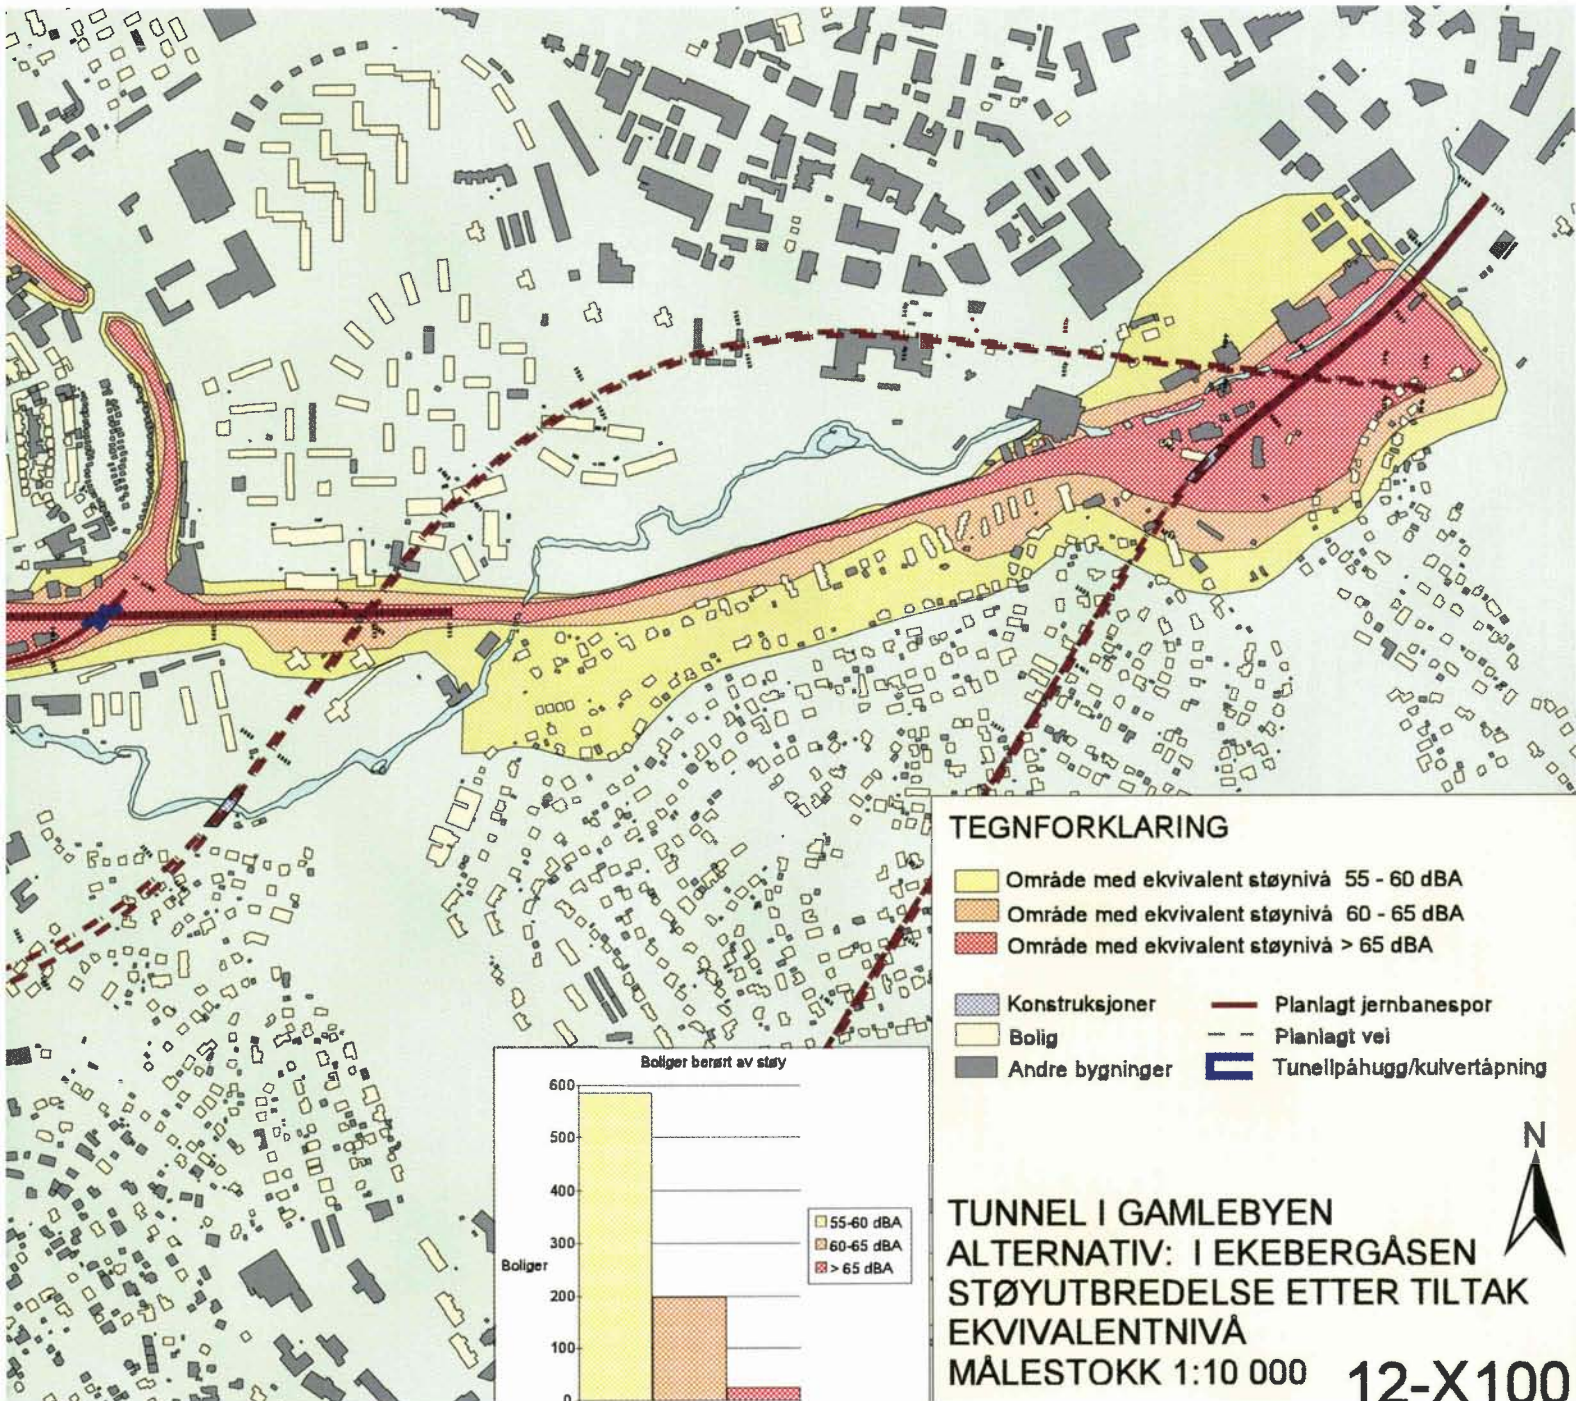 TEGNFORKLARING
Område med ekvivalent støynivå 55 - 60 dBA
Område med ekvivalent støynivå 60 - 65 dBA
Område med ekvivalent støynivå > 65 dBA
Konstruksjoner
Bolig
Andre bygninger
Planlagt jernbanespor
Planlagt vei
Tunellpåhugg/kulvertåpning
Boliger berørt av støy
600
500
400
300
200
100
0
Boliger
55-60 dBA
60-65 dBA
> 65 dBA
N
TUNNEL I GAMLEBYEN
ALTERNATIV: I EKEBERGÅSEN
STØYUTBREDELSE ETTER TILTAK
EKVIVALENTNIVÅ
MÅLESTOKK 1:10 000
12-X100